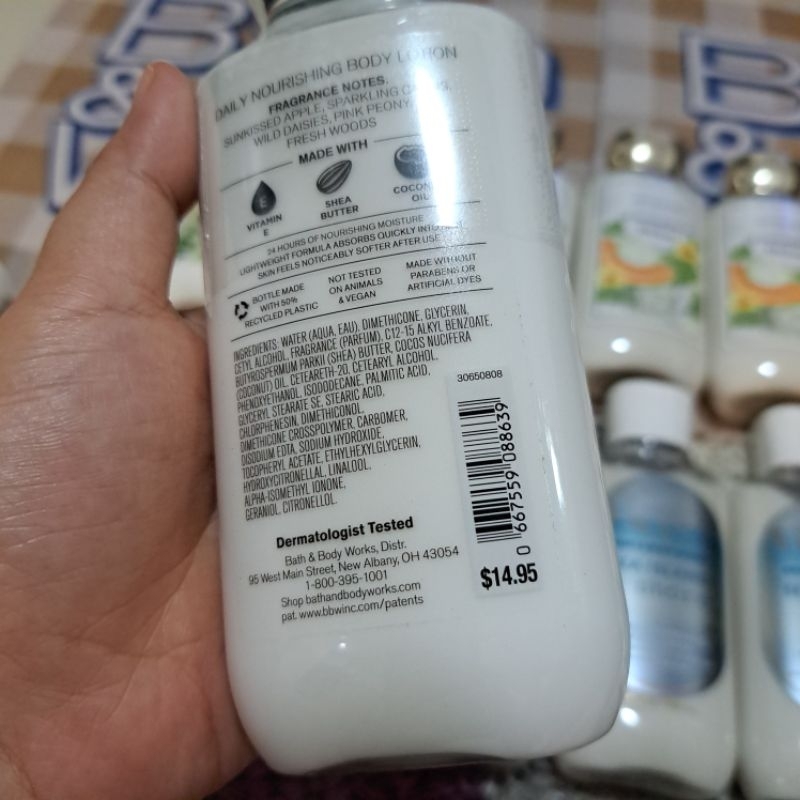 DAILY NOURISHING BODY LOTION
FRAGRANCE NOTES:
SUNKISSED APPLE, SPARKLING
WILD DAISIES, PINK PEONY,
FRESH WOODS
MADE WITH
E
VITAMIN
E
SHEA
BUTTER
OIL
24 HOURS OF NOURISHING MOISTURE
LIGHTWEIGHT FORMULA ABSORBS QUICKLY
SKIN FEELS NOTICEABLY SOFTER AFTER USE
BOTTLE MADE
WITH 50%
RECYCLED PLASTIC
NOT TESTED
ON ANIMALS
& VEGAN
MADE WITHOUT
PARABENS OR
ARTIFICIAL DYES
INGREDIENTS: WATER (AQUA, EAU), DIMETHICONE, GLYCERIN,
CETYL ALCOHOL, FRAGRANCE (PARFUM), C12-15 ALKYL BENZOATE,
BUTYROSPERMUM PARKII (SHEA) BUTTER, COCOS NUCIFERA
(COCONUT) OIL, CETEARETH-20, CETEARYL ALCOHOL,
PHENOXYETHANOL, ISODODECANE, PALMITIC ACID,
GLYCERYL STEARATE SE, STEARIC ACID,
CHLORPHENESIN, DIMETHICONOL,
DIMETHICONE CROSSPOLYMER, CARBOMER,
DISODIUM EDTA, SODIUM HYDROXIDE,
TOCOPHERYL ACETATE, ETHYLHEXYLGLYCERIN,
HYDROXYCITRONELLAL, LINALOOL,
ALPHA-ISOMETHYL IONONE,
GERANIOL, CITRONELLOL.
30650808
0 667559 088639
$14.95
Dermatologist Tested
Bath & Body Works, Distr.
95 West Main Street, New Albany, OH 43054
1-800-395-1001
Shop bathandbodyworks.com
pat. www.bbwinc.com/patents